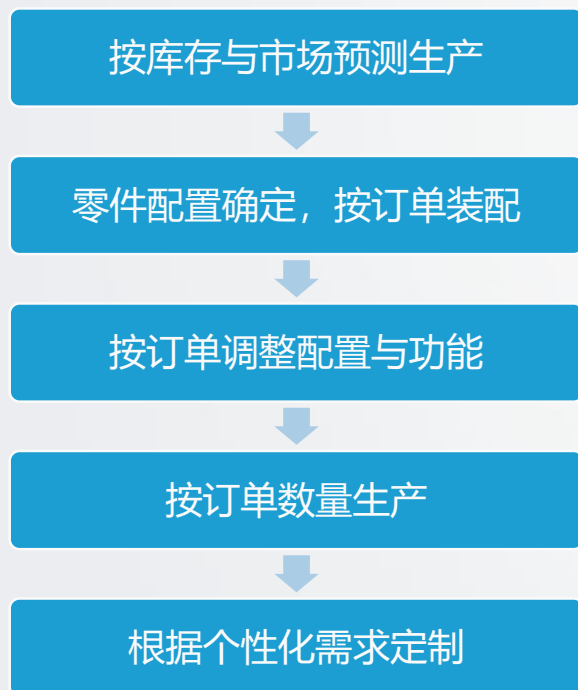 按库存与市场预测生产
零件配置确定，按订单装配
按订单调整配置与功能
按订单数量生产
根据个性化需求定制